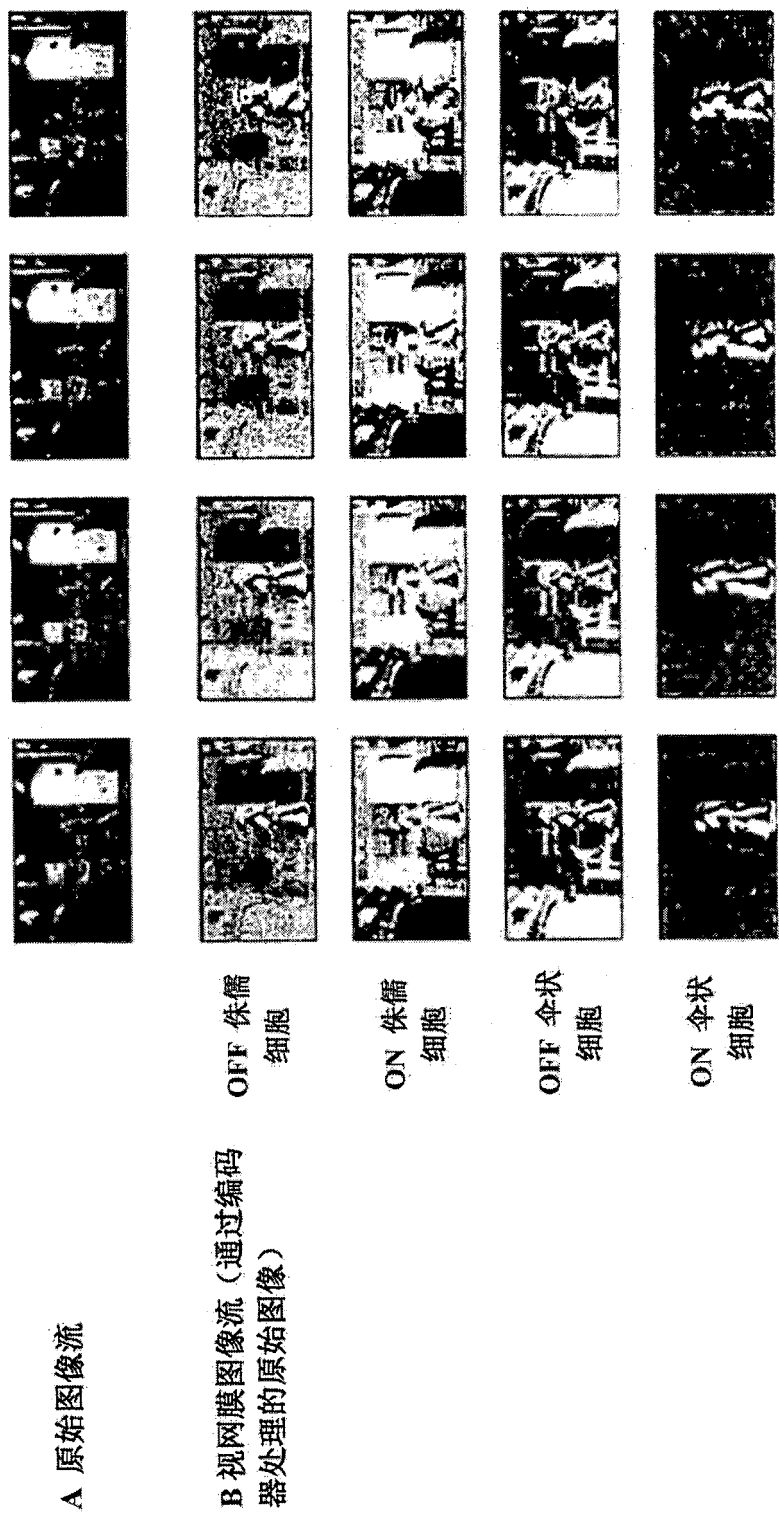 A 原始图像流
B 视网膜图像流（通过编码
器处理的原始图像）
OFF 侏儒
细胞
ON 侏儒
细胞
OFF 伞状
细胞
ON 伞状
细胞